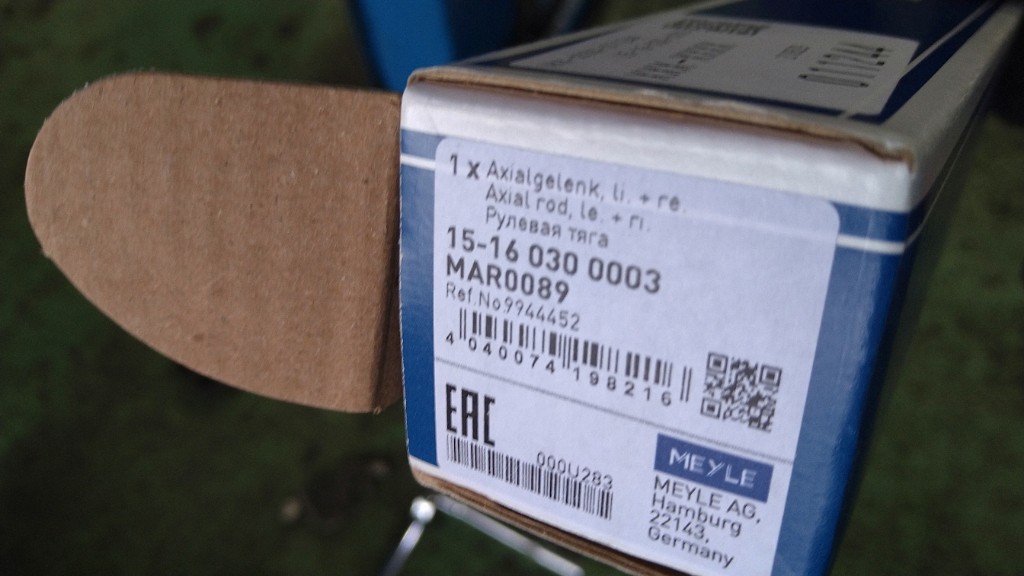 1 x Axialgelenk, li. + re.
Axial rod, le. + ri.
Рулевая тяга
15-16 030 0003
MAR0089
Ref.No9944452
4 040074 198216
EAC
000U283
MEYLE
MEYLE AG,
Hamburg
22143,
Germany